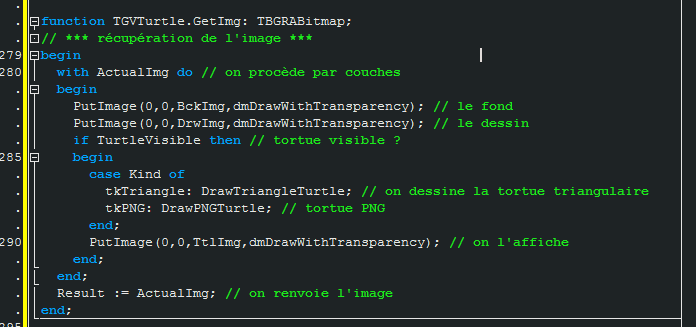 function TGVTurtle.GetImg: TBGRABitmap;
// *** récupération de l'image ***
279 begin
280 with ActualImg do // on procède par couches
begin
PutImage(0,0,BckImg,dmDrawWithTransparency); // le fond
PutImage(0,0,DrwImg,dmDrawWithTransparency); // le dessin
if TurtleVisible then // tortue visible ?
285 begin
case Kind of
tkTriangle: DrawTriangleTurtle; // on dessine la tortue triangulaire
tkPNG: DrawPNGTurtle; // tortue PNG
end;
290 PutImage(0,0,TtlImg,dmDrawWithTransparency); // on l'affiche
end;
end;
Result := ActualImg; // on renvoie l'image
end;
295